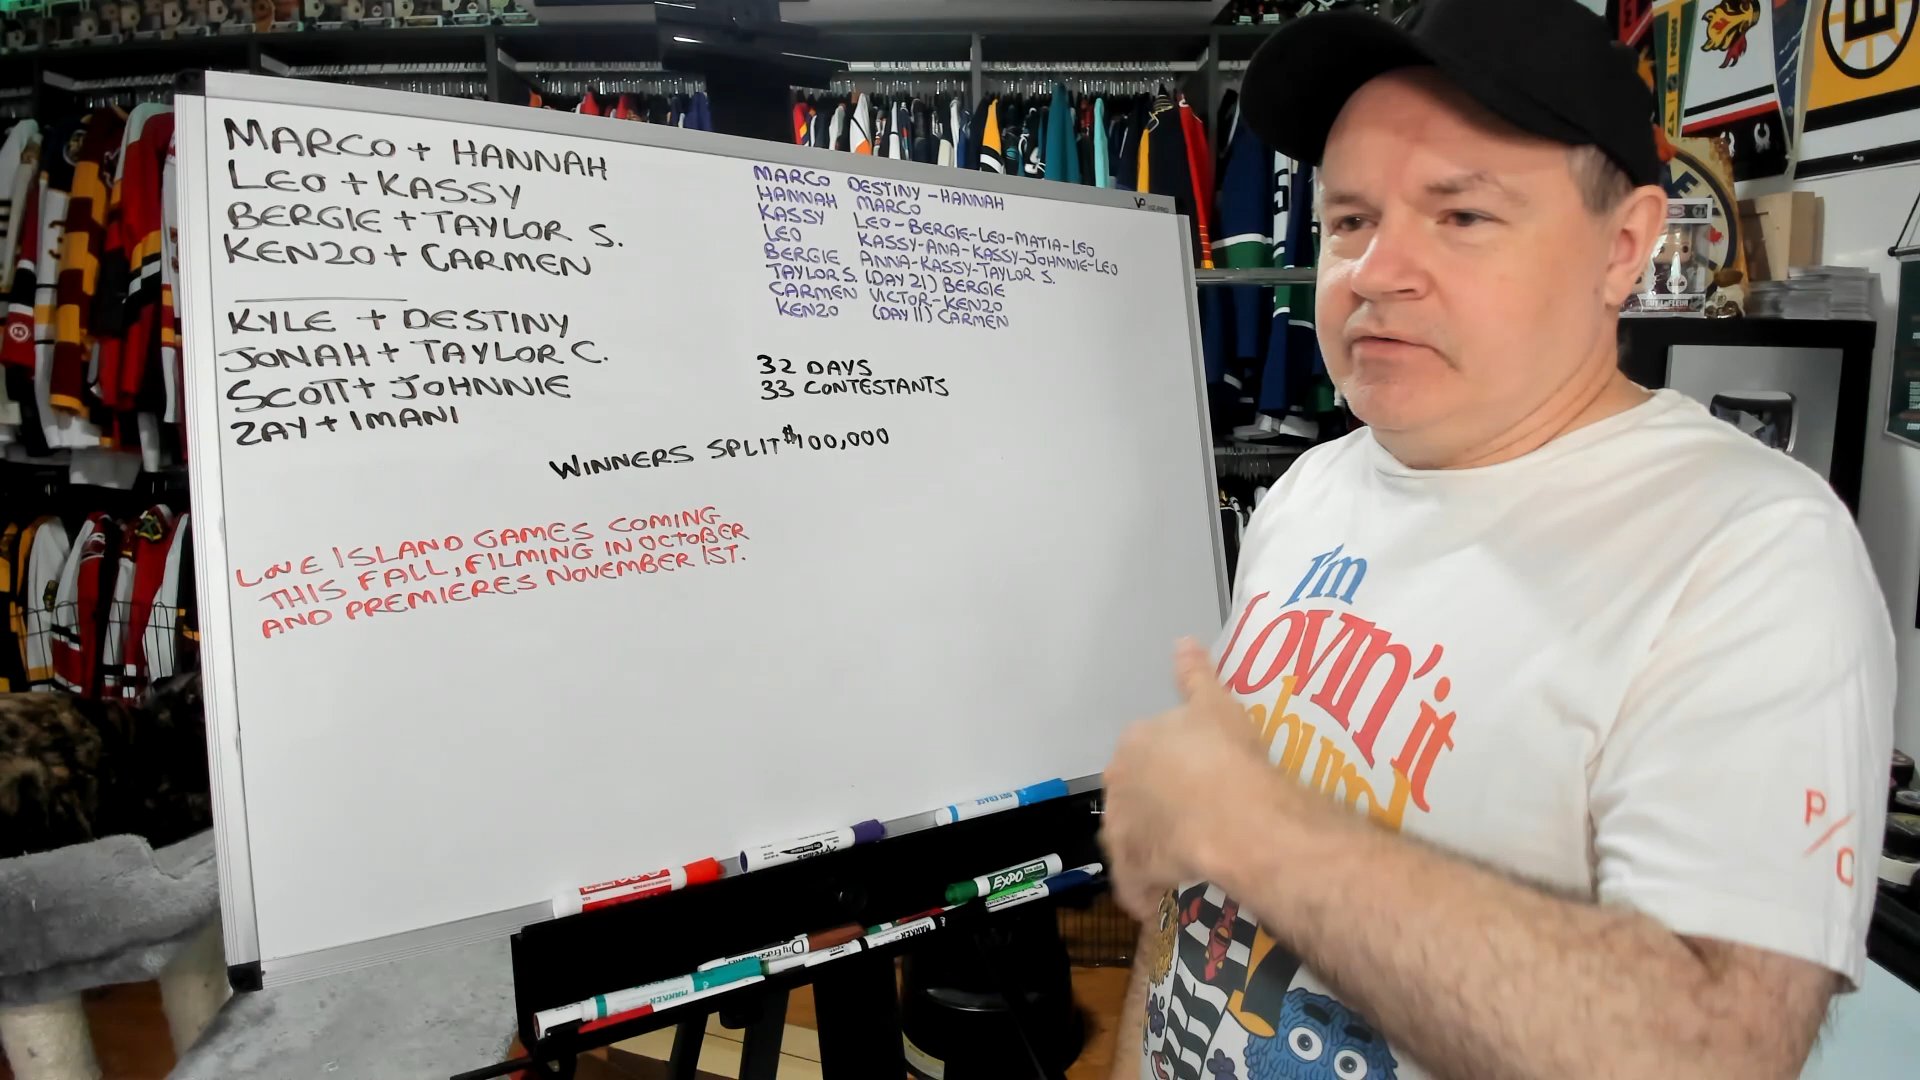 MARCO + HANNAH
LEO + KASSY
BERGIE + TAYLOR S.
KENZO + CARMEN
KYLE + DESTINY
JONAH + TAYLOR C.
SCOTT + JOHNNIE
ZAY + IMANI
MARCO DESTINY - HANNAH
HANNAH MARCO
KASSY LEO - BERGIE - LEO - MATIA - LEO
LEO KASSY - ANA - KASSY - JOHNNIE - LEO
BERGIE ANNA - KASSY - TAYLOR S.
TAYLOR S. (DAY 21) BERGIE
CARMEN VICTOR - KENZO
KENZO (DAY 11) CARMEN
32 DAYS
33 CONTESTANTS
WINNERS SPLIT $100,000
LOVE ISLAND GAMES COMING
THIS FALL, FILMING IN OCTOBER
AND PREMIERES NOVEMBER 1ST.
I'm
Lovin' it
P/C
EXPO
MARKER
MARKER